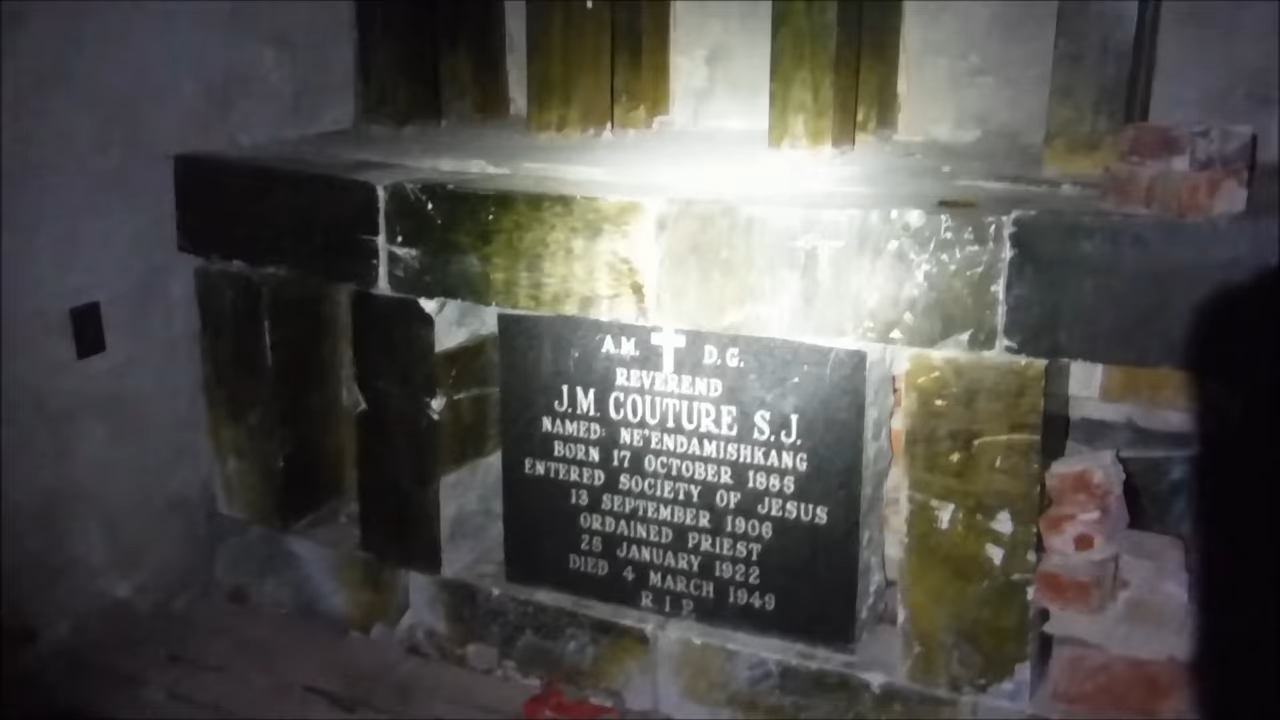 A.M. D.G.
REVEREND
J.M. COUTURE S.J.
NAMED: NE'ENDAMISHKANG
BORN 17 OCTOBER 1885
ENTERED SOCIETY OF JESUS
13 SEPTEMBER 1906
ORDAINED PRIEST
25 JANUARY 1922
DIED 4 MARCH 1949
R I P